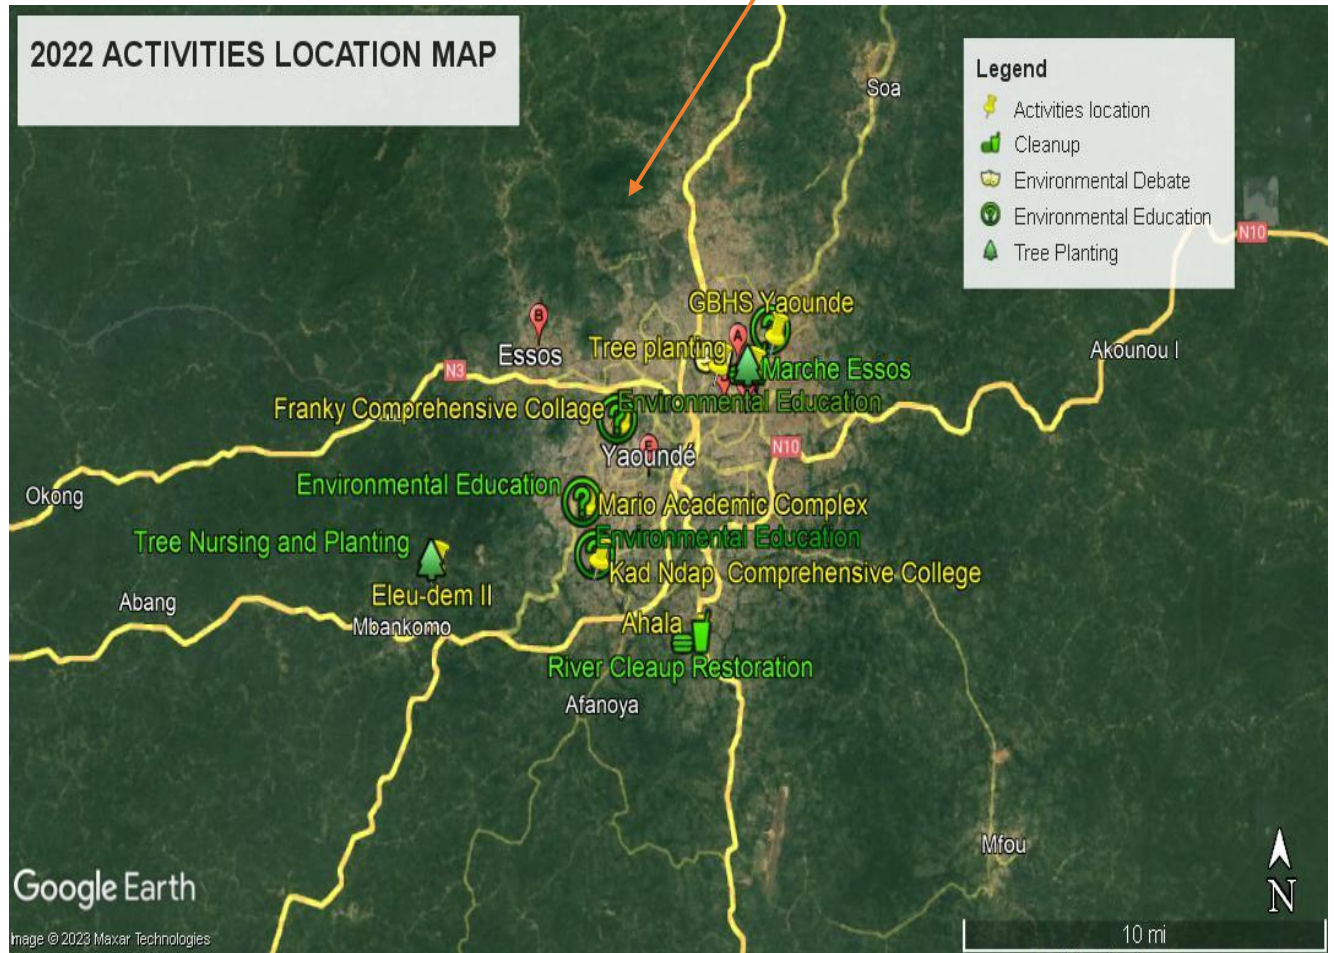 2022 ACTIVITIES LOCATION MAP
Legend
Activities location
Cleanup
Environmental Debate
Environmental Education
Tree Planting
Soa
N10
GBHS Yaounde
B
A
Essos
Tree planting
Marche Essos
Akounou I
N3
Franky Comprehensive Collage
Environmental Education
E
Yaoundé
N10
Okong
Environmental Education
Mario Academic Complex
Tree Nursing and Planting
Environmental Education
Kad Ndap Comprehensive College
Eleu-dem II
Abang
Mbankomo
Ahala
River Cleaup Restoration
Afanoya
Mfou
Google Earth
N
10 mi
Image © 2023 Maxar Technologies